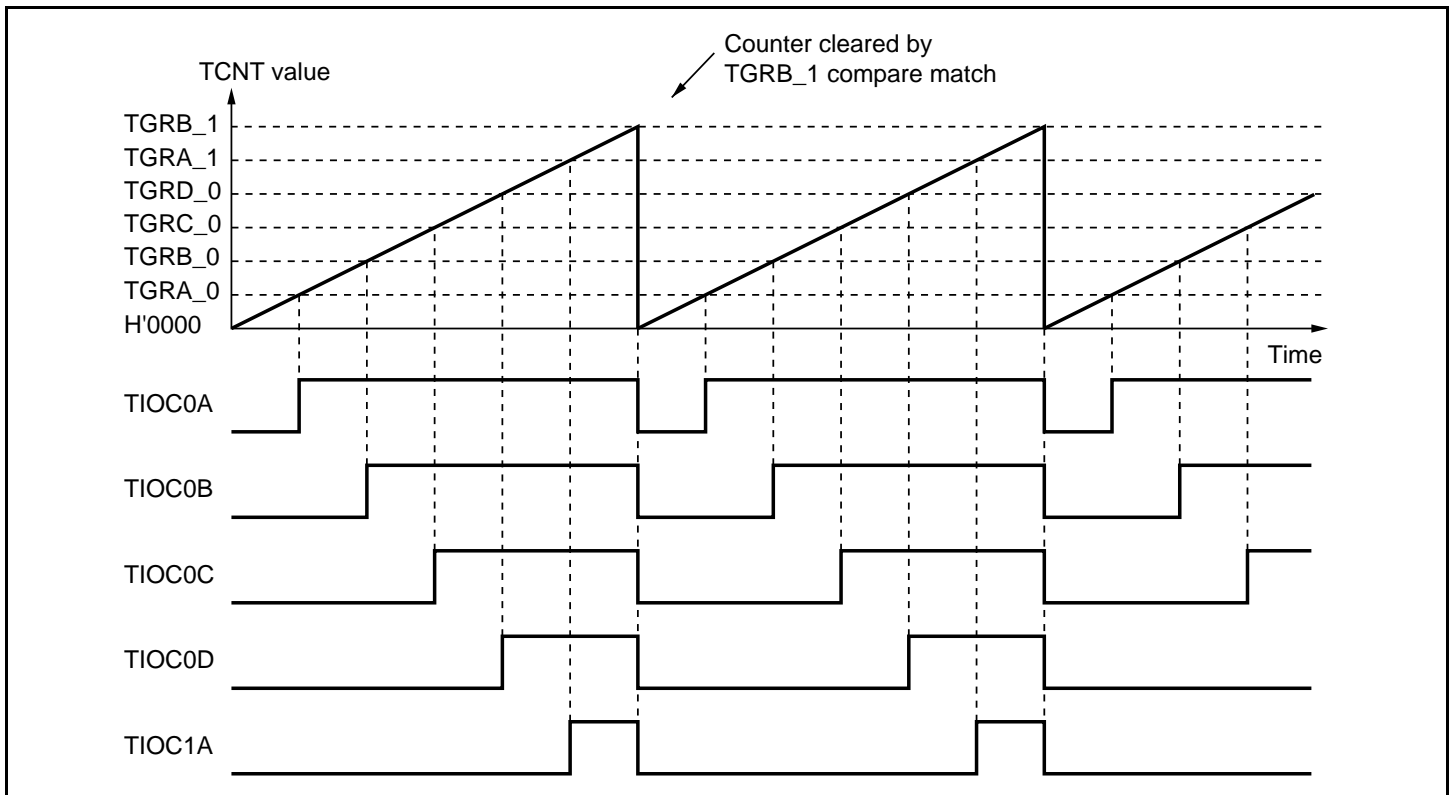 Counter cleared by
TGRB_1 compare match
TCNT value
TGRB_1
TGRA_1
TGRD_0
TGRC_0
TGRB_0
TGRA_0
H'0000
Time
TIOC0A
TIOC0B
TIOC0C
TIOC0D
TIOC1A